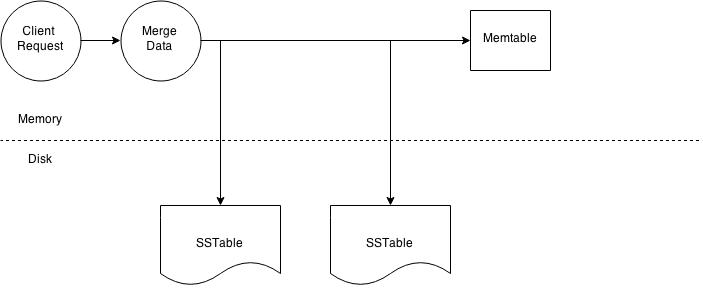 Client
Request
Merge
Data
Memtable
Memory
Disk
SSTable
SSTable